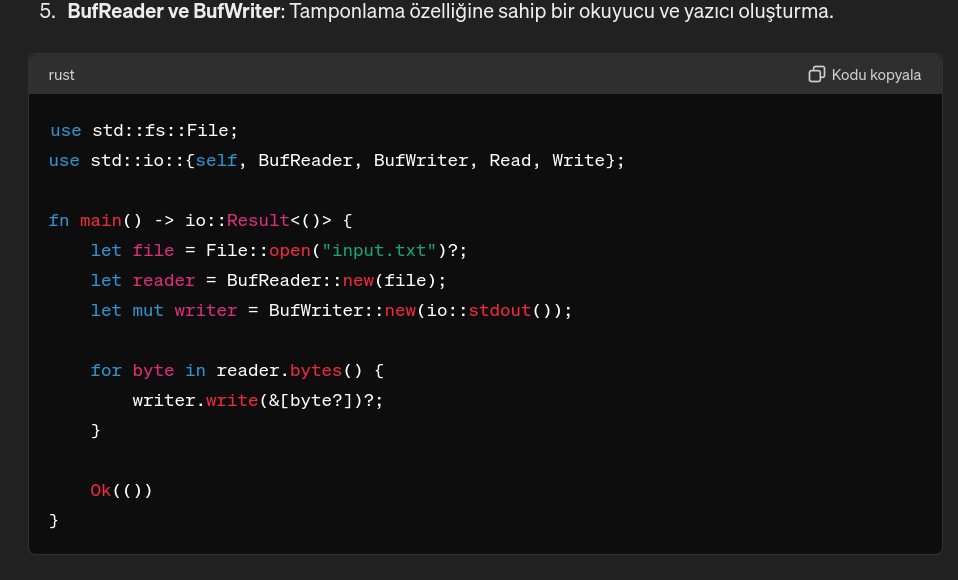 5. BufReader ve BufWriter: Tamponlama özelliğine sahip bir okuyucu ve yazıcı oluşturma.
rust
Kodu kopyala
use std::fs::File;
use std::io::{self, BufReader, BufWriter, Read, Write};
fn main() -> io::Result<()> {
    let file = File::open("input.txt")?;
    let reader = BufReader::new(file);
    let mut writer = BufWriter::new(io::stdout());
    for byte in reader.bytes() {
        writer.write(&[byte?])?;
    }
    Ok(())
}